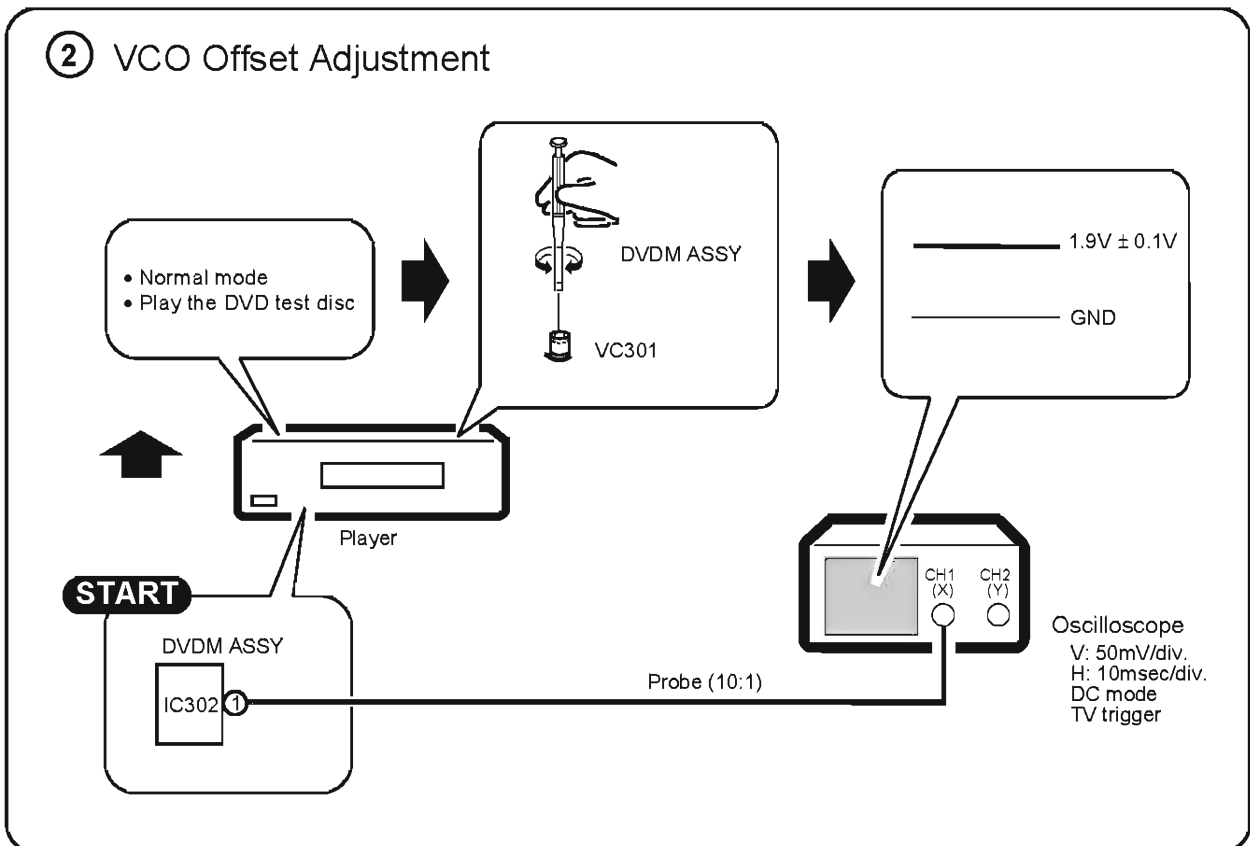 2 VCO Offset Adjustment
• Normal mode
• Play the DVD test disc
DVDM ASSY
VC301
1.9V ± 0.1V
GND
Player
START
DVDM ASSY
IC302 1
Probe (10:1)
CH1
(X)
CH2
(Y)
Oscilloscope
V: 50mV/div.
H: 10msec/div.
DC mode
TV trigger